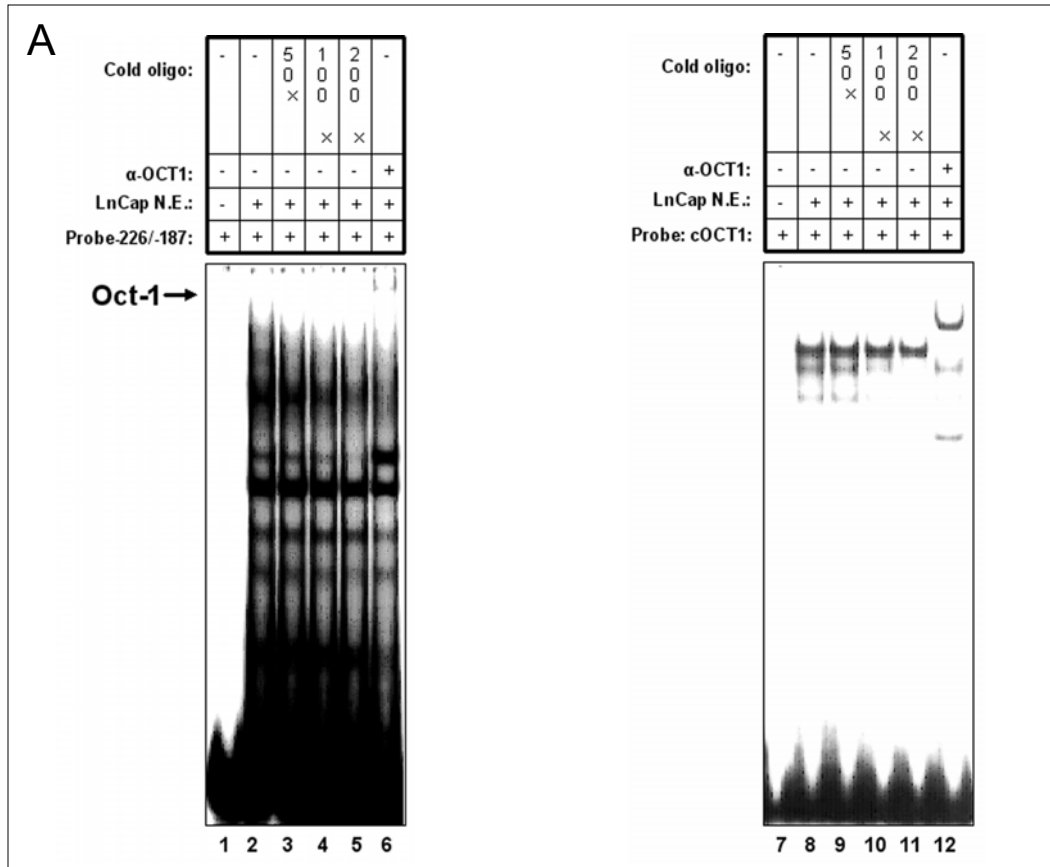 A
Cold oligo: - - 50× 100× 200× -
α-OCT1: - - - - - +
LnCap N.E.: - + + + + +
Probe-226/-187: + + + + + +
Oct-1
1 2 3 4 5 6
Cold oligo: - - 50× 100× 200× -
α-OCT1: - - - - - +
LnCap N.E.: - + + + + +
Probe: cOCT1: + + + + + +
7 8 9 10 11 12